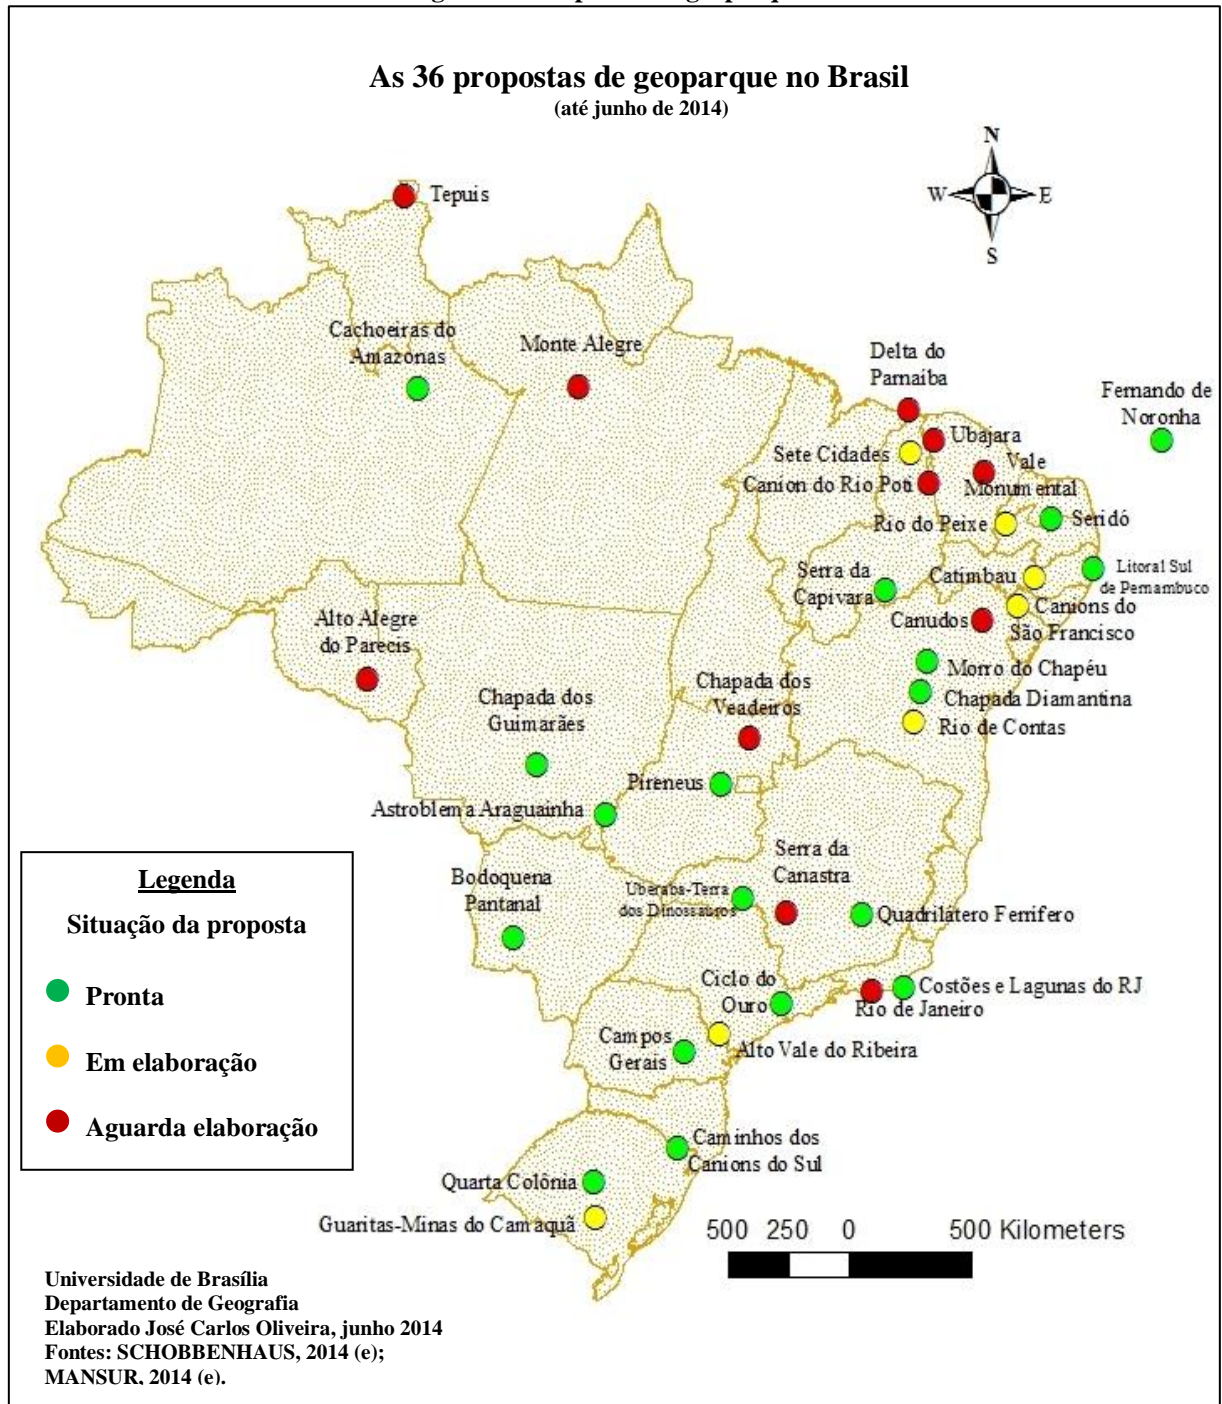 As 36 propostas de geoparque no Brasil
(até junho de 2014)
N
W
E
S
Tepuis
Cachoeiras do
Amazonas
Monte Alegre
Delta do
Parnaiba
Fernando de
Noronha
Ubajara
Sete Cidades
Vale
Monumental
Canion do Rio Poti
Rio do Peixe
Seridó
Serra da
Capivara
Catimbau
Litoral Sul
de Pernambuco
Canions do
São Francisco
Canudos
Alto Alegre
do Parecis
Morro do Chapéu
Chapada Diamantina
Rio de Contas
Chapada dos
Veadeiros
Chapada dos
Guimarães
Pireneus
Astroblema Araguainha
Serra da
Canastra
Bodoquena
Pantanal
Uberaba-Terra
dos Dinossauros
Quadrilátero Ferrífero
Ciclo do
Ouro
Costões e Lagunas do RJ
Rio de Janeiro
Campos
Gerais
Alto Vale do Ribeira
Caminhos dos
Canions do Sul
Quarta Colônia
Guaritas-Minas do Camaquã
Legenda
Situação da proposta
Pronta
Em elaboração
Aguarda elaboração
500 250 0 500 Kilometers
Universidade de Brasília
Departamento de Geografia
Elaborado José Carlos Oliveira, junho 2014
Fontes: SCHOBBENHAUS, 2014 (e);
MANSUR, 2014 (e).